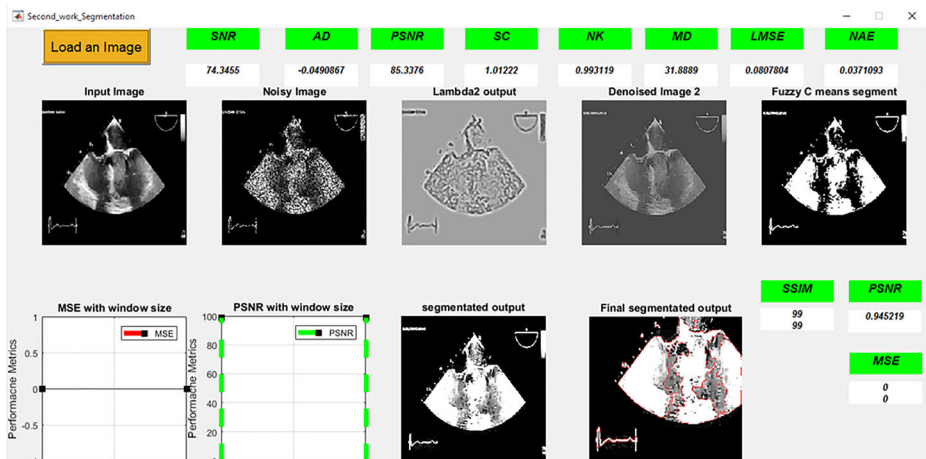 Second_work_Segmentation
Load an Image
SNR AD PSNR SC NK MD LMSE NAE
74.3455 -0.0490867 85.3376 1.01222 0.993119 31.8889 0.0807804 0.0371093
Input Image Noisy Image Lambda2 output Denoised Image 2 Fuzzy C means segment
SSIM PSNR
99 0.945219
99
MSE
0
0
MSE with window size PSNR with window size segmentated output Final segmentated output
Performacne Metrics
1
0.5
0
-0.5
MSE
Performacne Metrics
100
80
60
40
20
PSNR